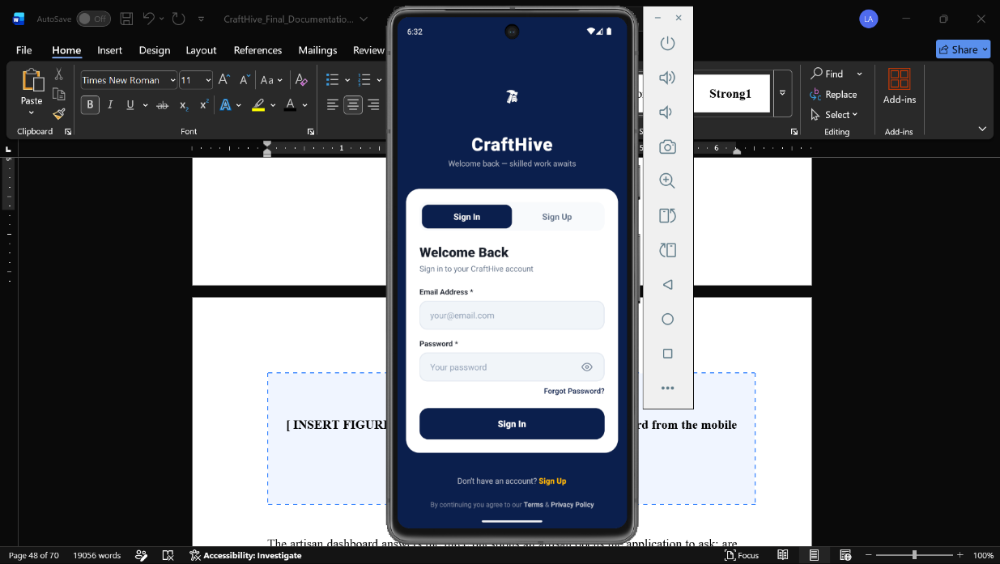 AutoSave Off CraftHive_Final_Documentatio... LA
File Home Insert Design Layout References Mailings Review Share
Paste
Clipboard
Times New Roman 11 Aa
B I U ab x₂ x² A A
Font
Strong1
Find
Replace
Select
Editing
Add-ins
Add-ins
1 5 6
6:32
CraftHive
Welcome back — skilled work awaits
Sign In Sign Up
Welcome Back
Sign in to your CraftHive account
Email Address *
your@email.com
Password *
Your password
Forgot Password?
Sign In
Don't have an account? Sign Up
By continuing you agree to our Terms & Privacy Policy
[ INSERT from the mobile
The artisan dashboard application to ask: are
Page 48 of 70 19056 words Accessibility: Investigate Focus 100%